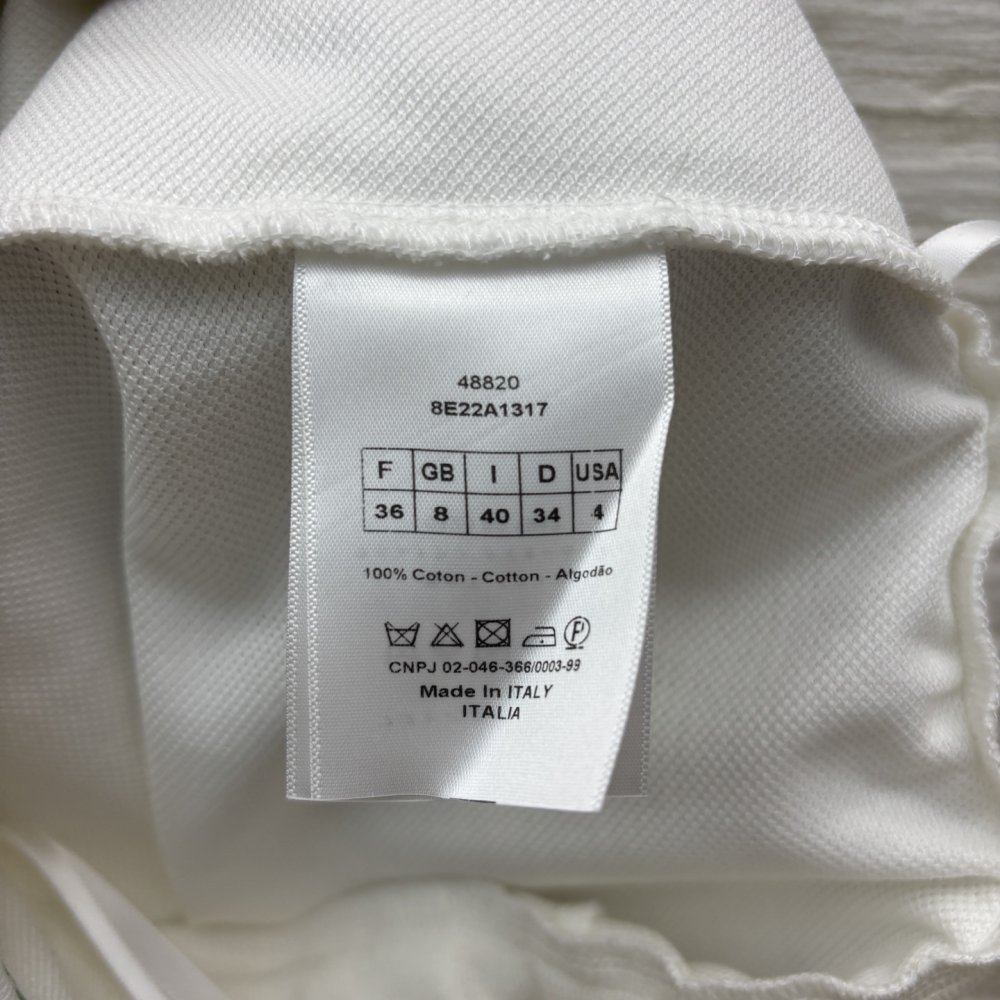 48820
8E22A1317
F GB I D USA
36 8 40 34 4
100% Coton - Cotton - Algodão
P
CNPJ 02-046-366/0003-99
Made In ITALY
ITALIA